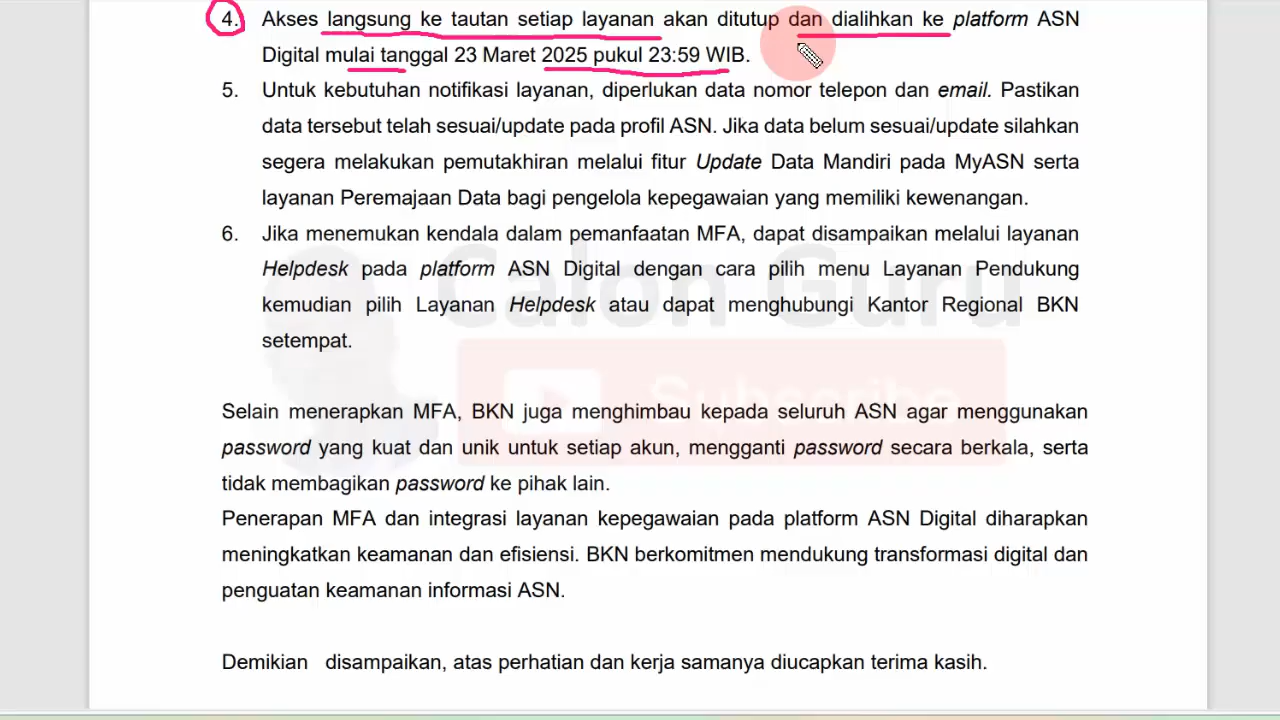 4. Akses langsung ke tautan setiap layanan akan ditutup dan dialihkan ke platform ASN
Digital mulai tanggal 23 Maret 2025 pukul 23:59 WIB.
5. Untuk kebutuhan notifikasi layanan, diperlukan data nomor telepon dan email. Pastikan
data tersebut telah sesuai/update pada profil ASN. Jika data belum sesuai/update silahkan
segera melakukan pemutakhiran melalui fitur Update Data Mandiri pada MyASN serta
layanan Peremajaan Data bagi pengelola kepegawaian yang memiliki kewenangan.
6. Jika menemukan kendala dalam pemanfaatan MFA, dapat disampaikan melalui layanan
Helpdesk pada platform ASN Digital dengan cara pilih menu Layanan Pendukung
kemudian pilih Layanan Helpdesk atau dapat menghubungi Kantor Regional BKN
setempat.
Calon Guru
Subscribe
Selain menerapkan MFA, BKN juga menghimbau kepada seluruh ASN agar menggunakan
password yang kuat dan unik untuk setiap akun, mengganti password secara berkala, serta
tidak membagikan password ke pihak lain.
Penerapan MFA dan integrasi layanan kepegawaian pada platform ASN Digital diharapkan
meningkatkan keamanan dan efisiensi. BKN berkomitmen mendukung transformasi digital dan
penguatan keamanan informasi ASN.
Demikian disampaikan, atas perhatian dan kerja samanya diucapkan terima kasih.